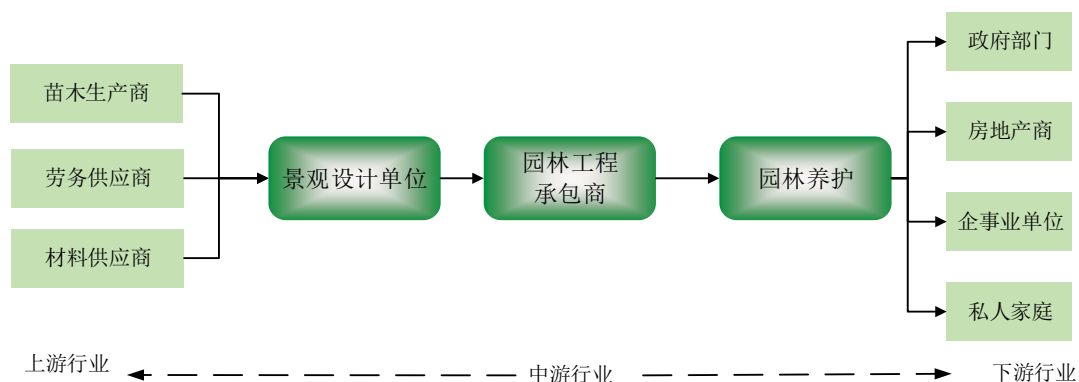 苗木生产商
劳务供应商
材料供应商
景观设计单位
园林工程
承包商
园林养护
政府部门
房地产商
企事业单位
私人家庭
上游行业
中游行业
下游行业